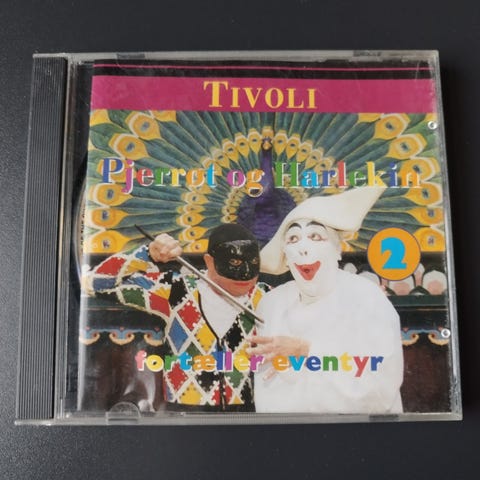 TIVOLI
Pjerrot og Harlekin
2
fortæller eventyr